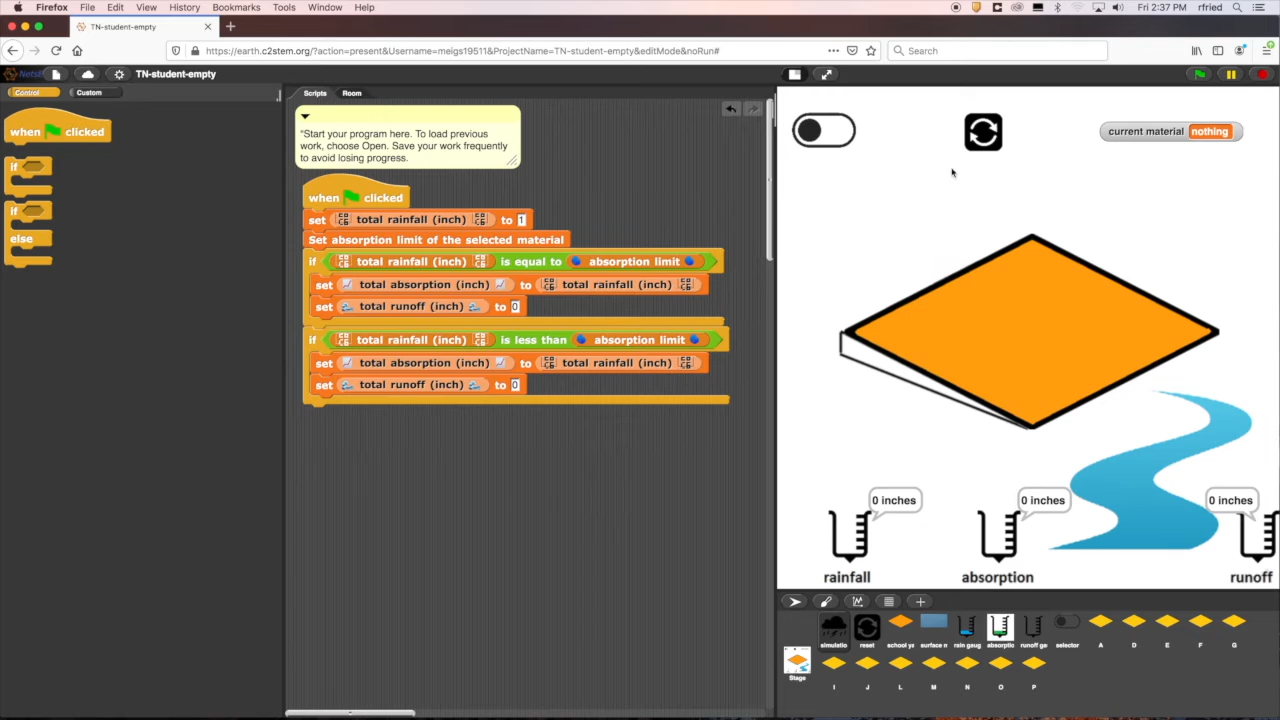 Firefox File Edit View History Bookmarks Tools Window Help
Fri 2:37 PM rfried
TN-student-empty
https://earth.c2stem.org/?action=present&Username=meigs19511&ProjectName=TN-student-empty&editMode&noRun#
Search
TN-student-empty
Control Custom
when clicked
if
if
else
Scripts Room
"Start your program here. To load previous
work, choose Open. Save your work frequently
to avoid losing progress.
when clicked
set total rainfall (inch) to 1
Set absorption limit of the selected material
if total rainfall (inch) is equal to absorption limit
set total absorption (inch) to total rainfall (inch)
set total runoff (inch) to 0
if total rainfall (inch) is less than absorption limit
set total absorption (inch) to total rainfall (inch)
set total runoff (inch) to 0
current material nothing
0 inches 0 inches 0 inches
rainfall absorption runoff
Stage
simulatio reset school ya surface n rain gaug absorptic runoff ga selector A D E F G
I J L M N O P